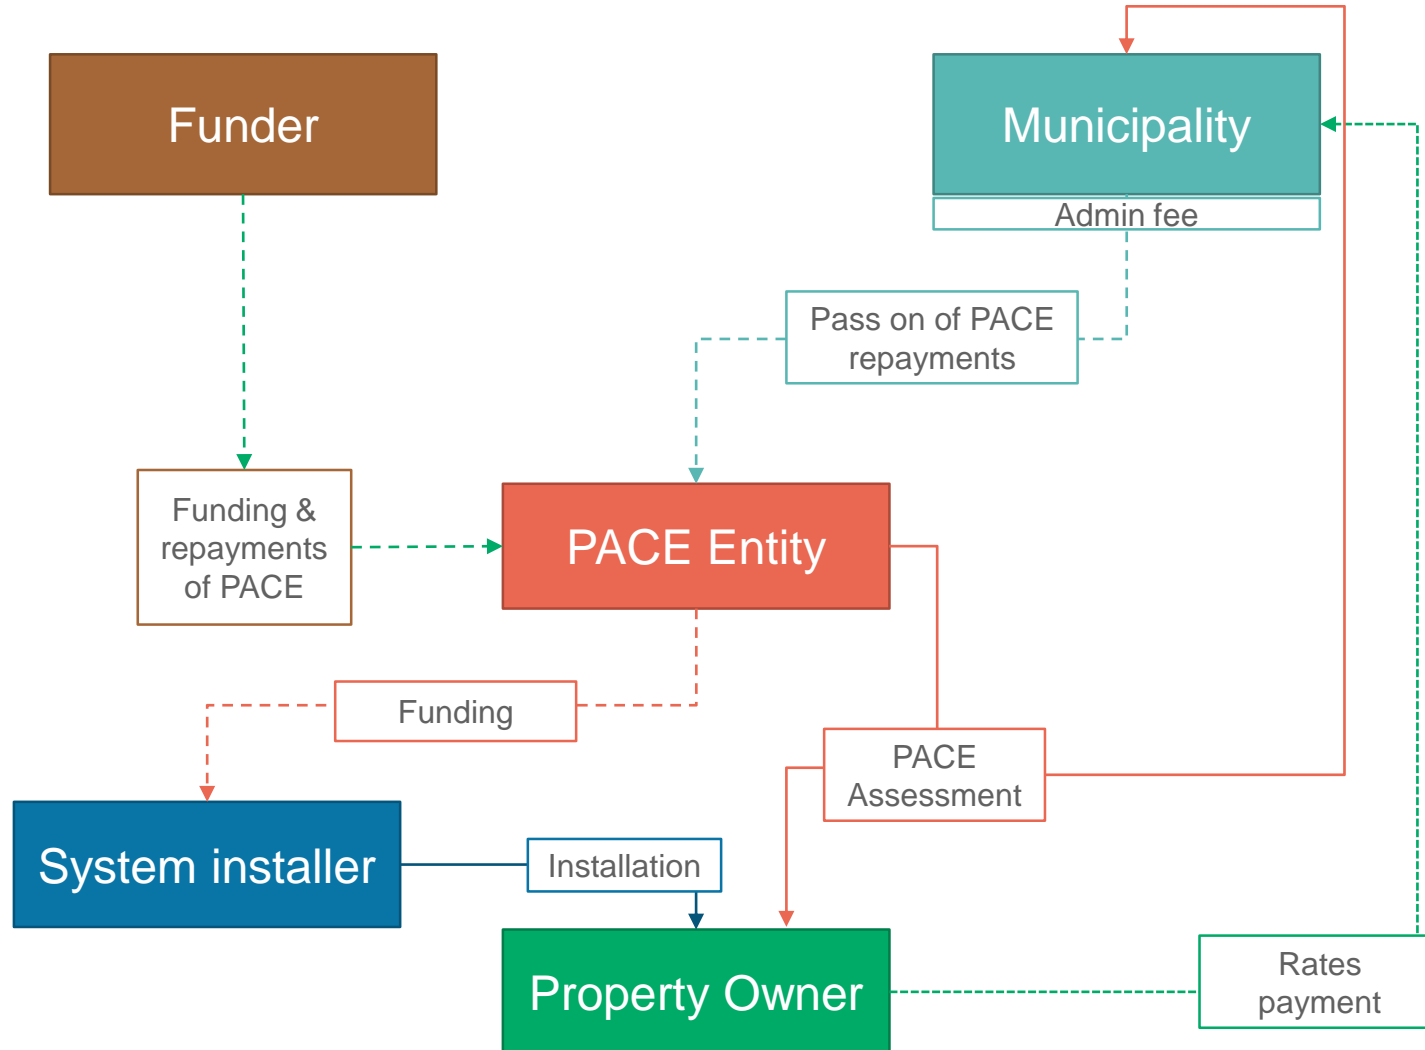 Funder
Municipality
Admin fee
Pass on of PACE
repayments
Funding &
repayments
of PACE
PACE Entity
Funding
PACE
Assessment
System installer
Installation
Property Owner
Rates
payment